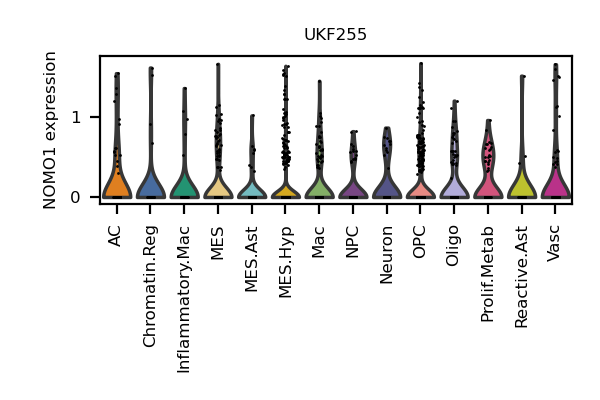 UKF255
NOMO1 expression
1
0
AC
Chromatin.Reg
Inflammatory.Mac
MES
MES.Ast
MES.Hyp
Mac
NPC
Neuron
OPC
Oligo
Prolif.Metab
Reactive.Ast
Vasc